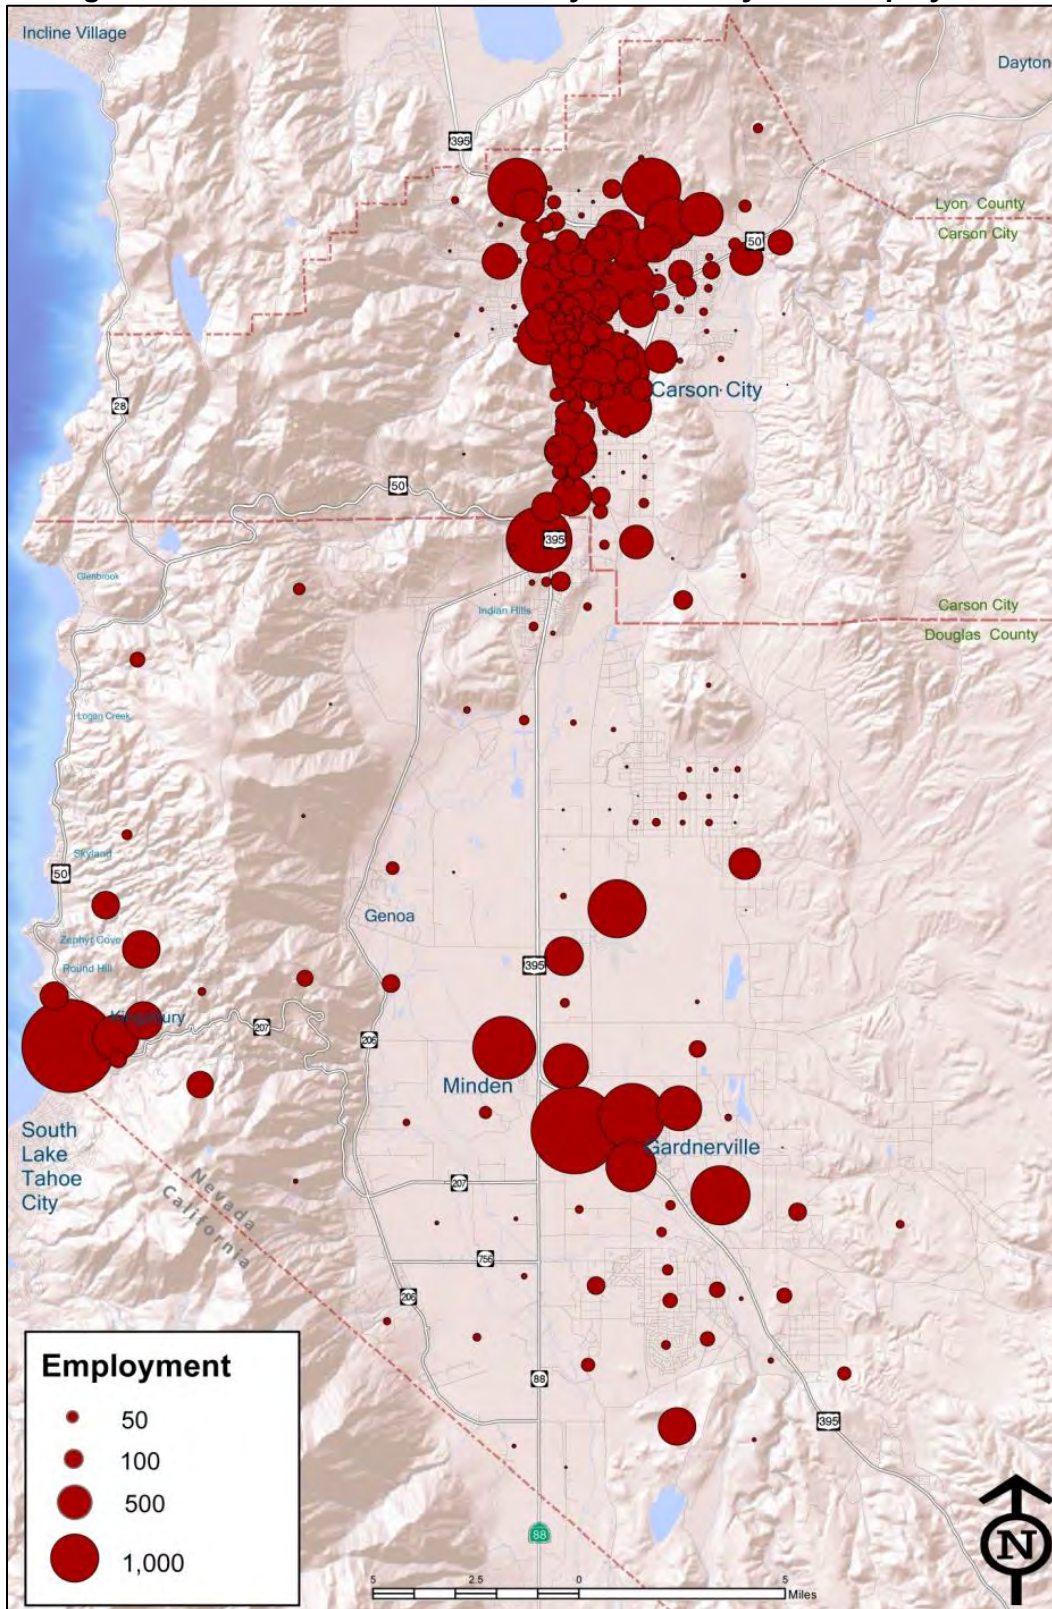 Incline Village
Dayton
395
Lyon County
Carson City
50
28
Carson City
50
395
Glenbrook
Indian Hills
Carson City
Douglas County
Logan Creek
Skyland
50
Genoa
Zephyr Cove
Round Hill
395
Kingsbury
207
206
Minden
Gardnerville
South
Lake
Tahoe
City
Nevada
California
207
756
206
88
395
Employment
50
100
500
1,000
88
N
5
2.5
0
5
Miles